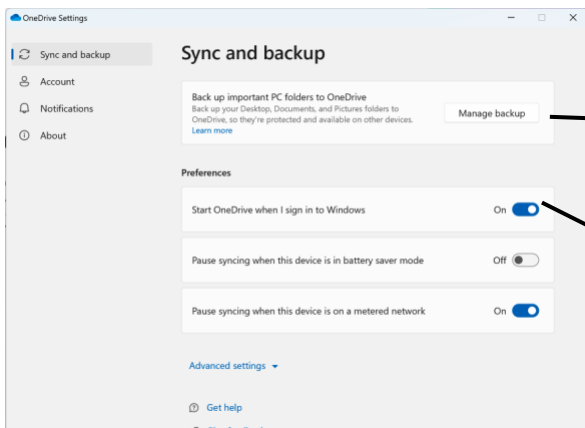 OneDrive Settings
Sync and backup
Account
Notifications
About
Sync and backup
Back up important PC folders to OneDrive
Back up your Desktop, Documents, and Pictures folders to
OneDrive, so they're protected and available on other devices.
Learn more
Manage backup
Preferences
Start OneDrive when I sign in to Windows
On
Pause syncing when this device is in battery saver mode
Off
Pause syncing when this device is on a metered network
On
Advanced settings
Get help